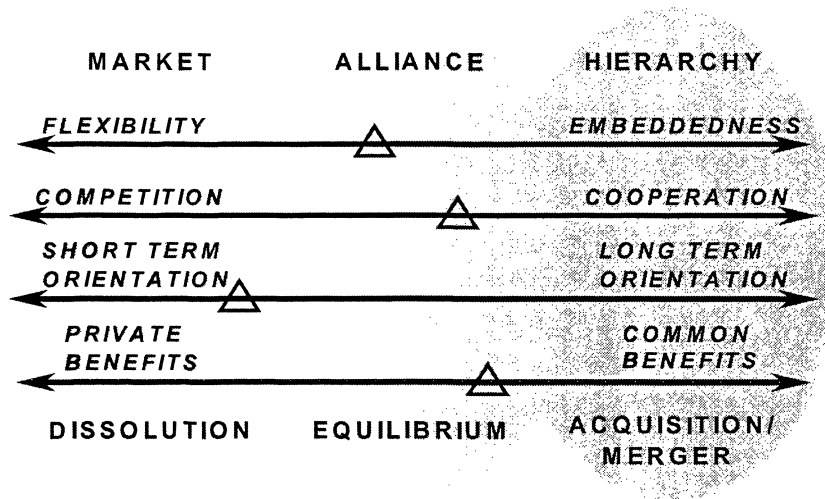 MARKET ALLIANCE HIERARCHY
FLEXIBILITY EMBEDDEDNESS
COMPETITION COOPERATION
SHORT TERM LONG TERM
ORIENTATION ORIENTATION
PRIVATE COMMON
BENEFITS BENEFITS
DISSOLUTION EQUILIBRIUM ACQUISITION/
MERGER